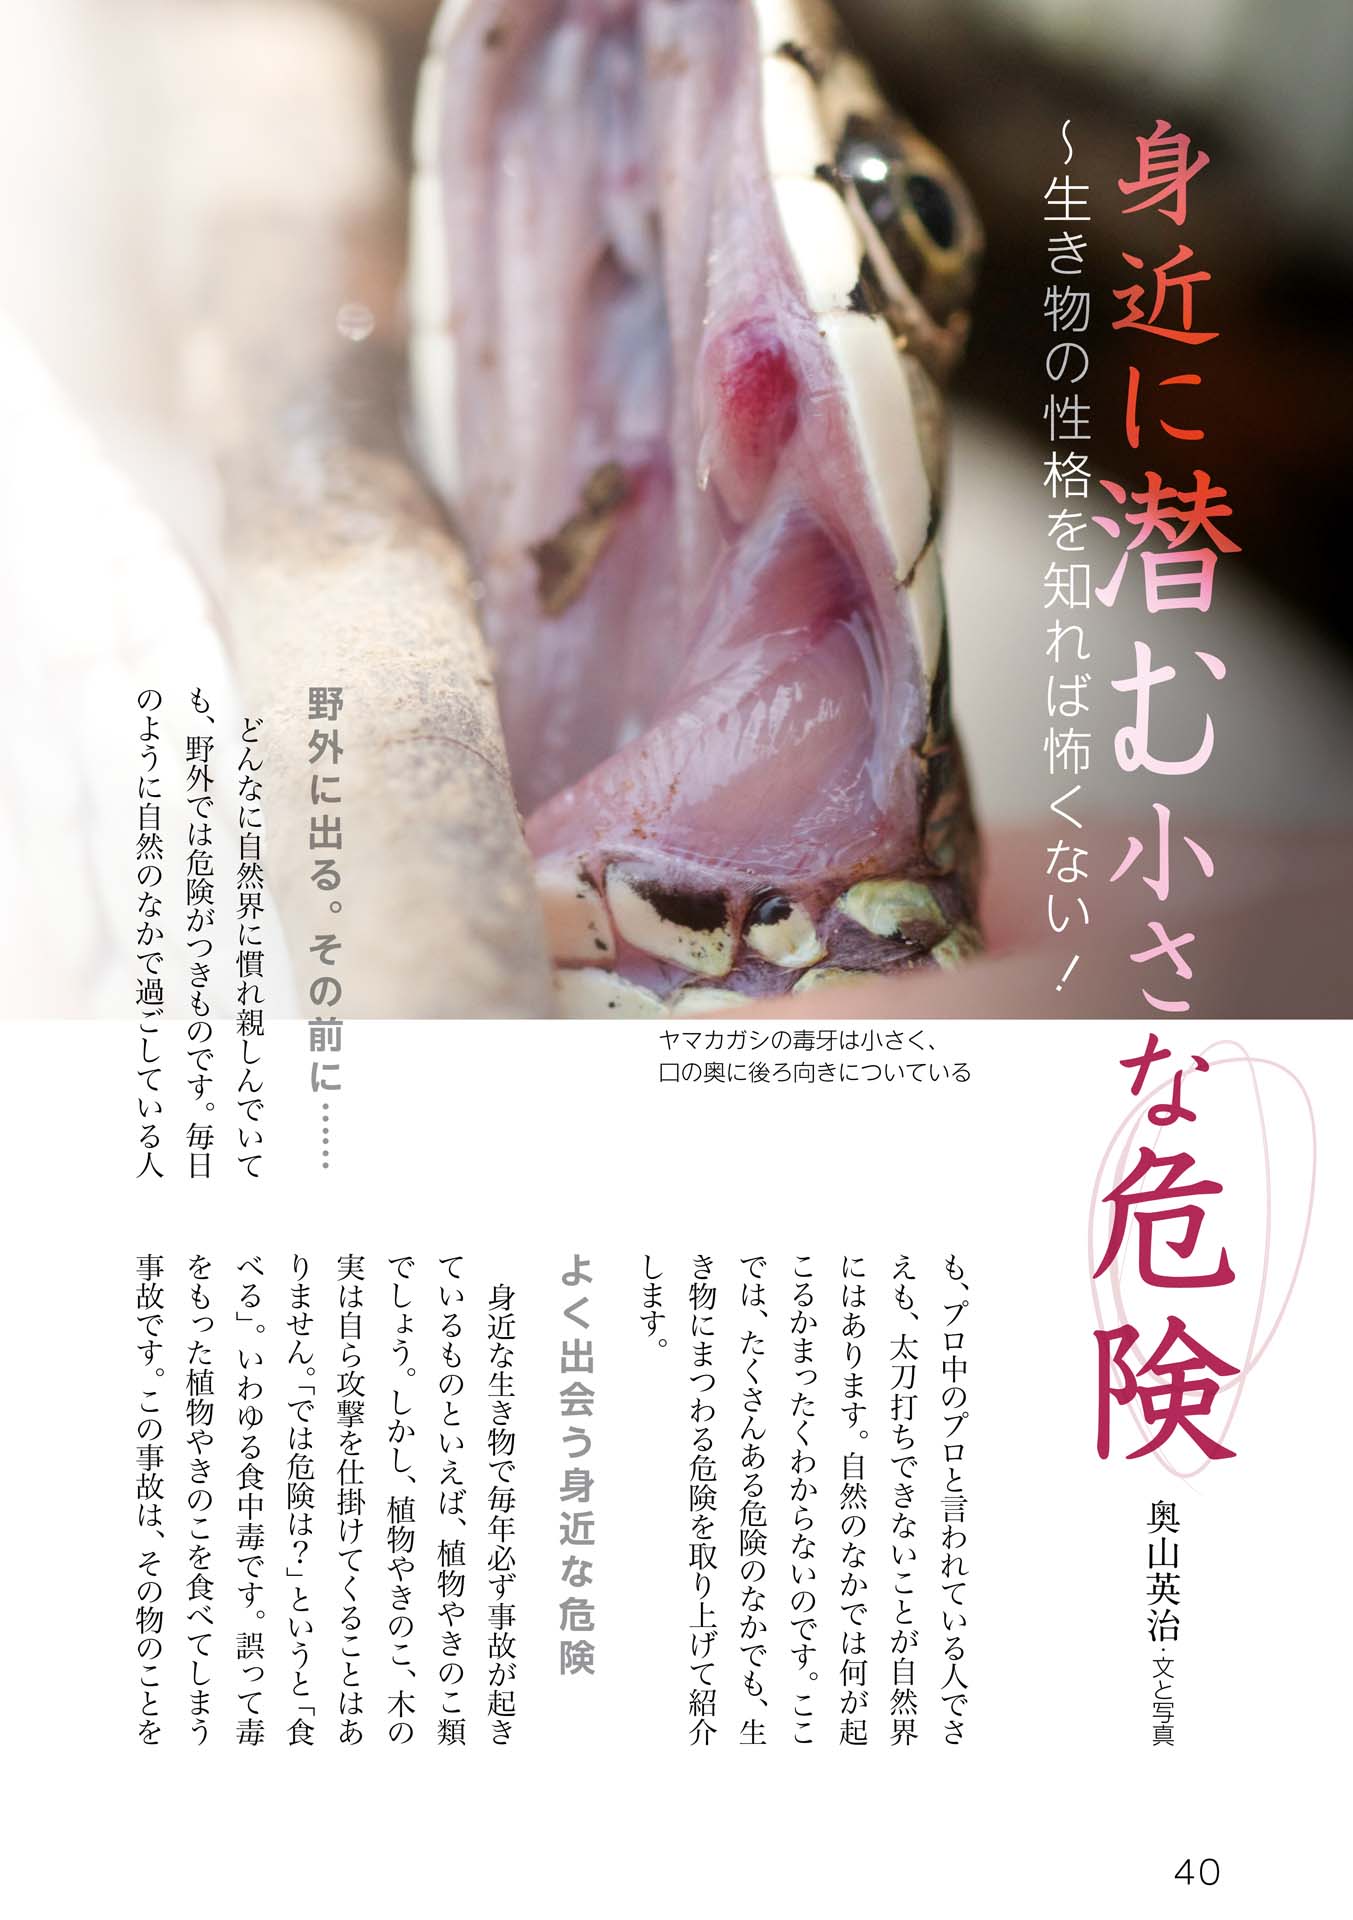 身近に潜む小さな危険
〜生き物の性格を知れば怖くない！
奥山英治・文と写真
ヤマカガシの毒牙は小さく、
口の奥に後ろ向きについている
野外に出る。その前に……
どんなに自然界に慣れ親しんでいて
も、野外では危険がつきものです。毎日
のように自然のなかで過ごしている人
も、プロ中のプロと言われている人でさ
えも、太刀打ちできないことが自然界
にはあります。自然のなかでは何が起
こるかまったくわからないのです。ここ
では、たくさんある危険のなかでも、生
き物にまつわる危険を取り上げて紹介
します。
よく出会う身近な危険
身近な生き物で毎年必ず事故が起き
ているものといえば、植物やきのこ類
でしょう。しかし、植物やきのこ、木の
実は自ら攻撃を仕掛けてくることはあ
りません。「では危険は？」というと「食
べる」。いわゆる食中毒です。誤って毒
をもった植物やきのこを食べてしまう
事故です。この事故は、その物のことを
40